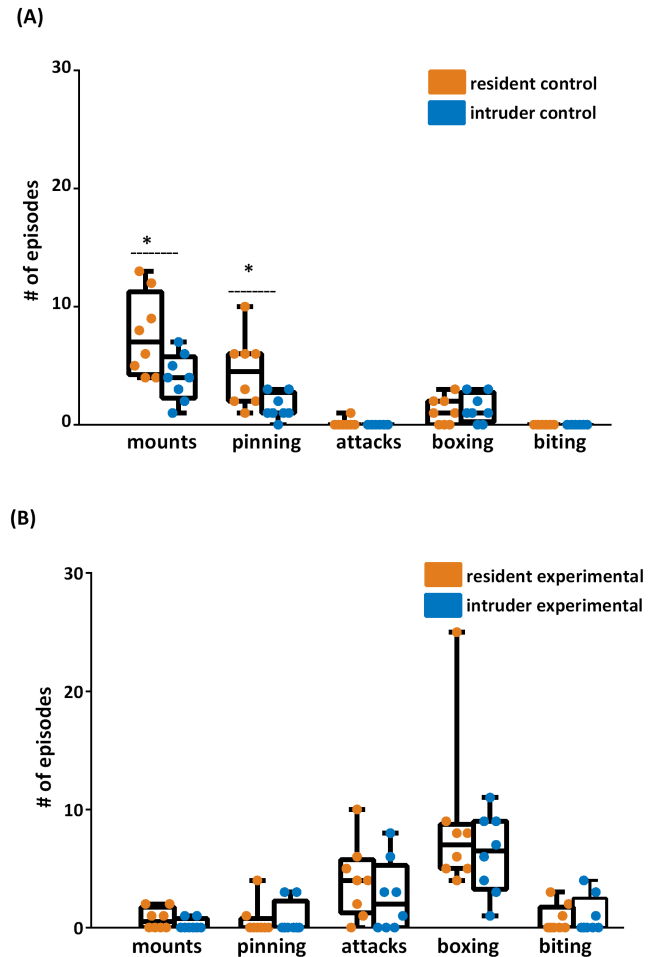 (A)
30
resident control
intruder control
20
# of episodes
*
*
10
0
mounts pinning attacks boxing biting
(B)
30
resident experimental
intruder experimental
20
# of episodes
10
0
mounts pinning attacks boxing biting